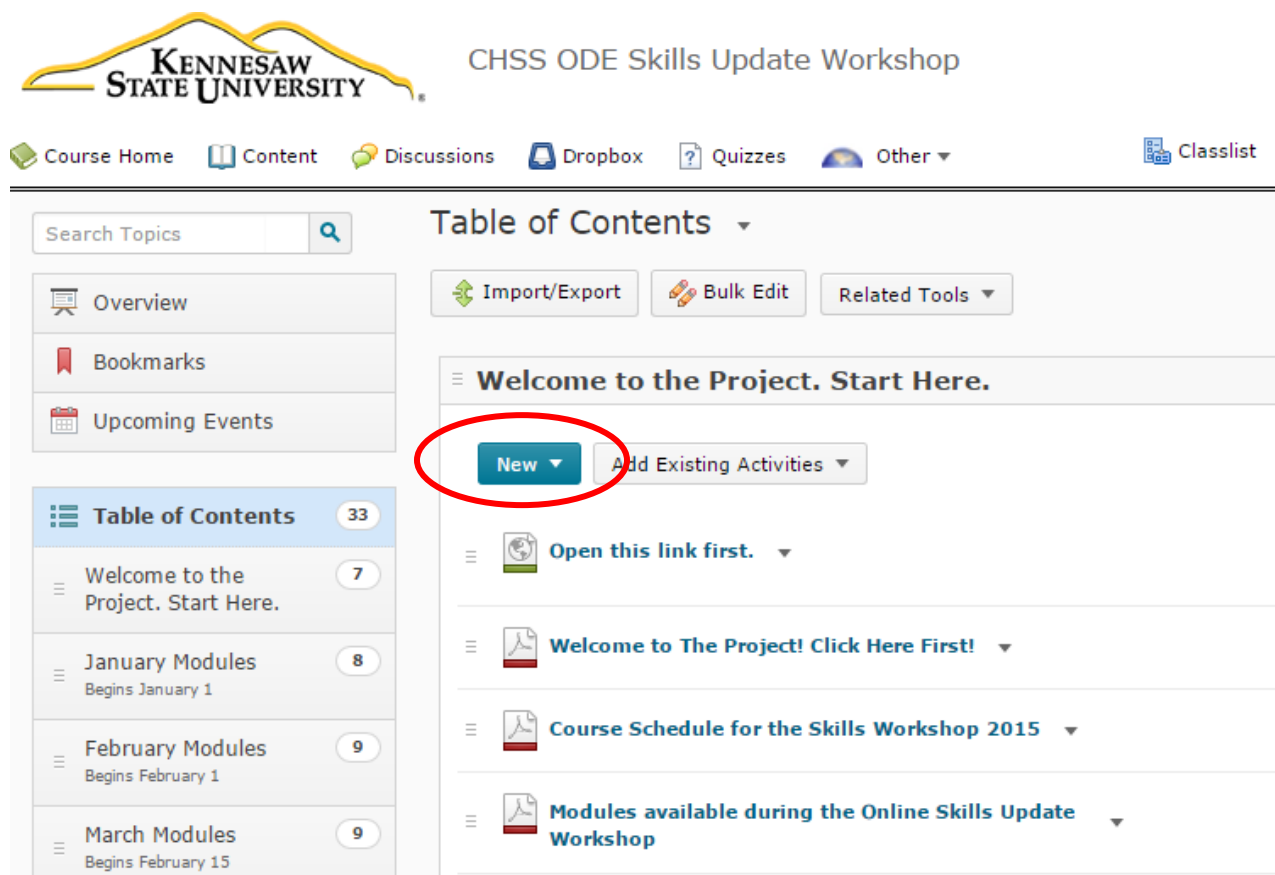 KENNESAW
STATE UNIVERSITY
®
CHSS ODE Skills Update Workshop
Course Home
Content
Discussions
Dropbox
Quizzes
Other
Classlist
Search Topics
Overview
Bookmarks
Upcoming Events
Table of Contents 33
Welcome to the 7
Project. Start Here.
January Modules 8
Begins January 1
February Modules 9
Begins February 1
March Modules 9
Begins February 15
Table of Contents
Import/Export
Bulk Edit
Related Tools
Welcome to the Project. Start Here.
New
Add Existing Activities
Open this link first.
Welcome to The Project! Click Here First!
Course Schedule for the Skills Workshop 2015
Modules available during the Online Skills Update
Workshop